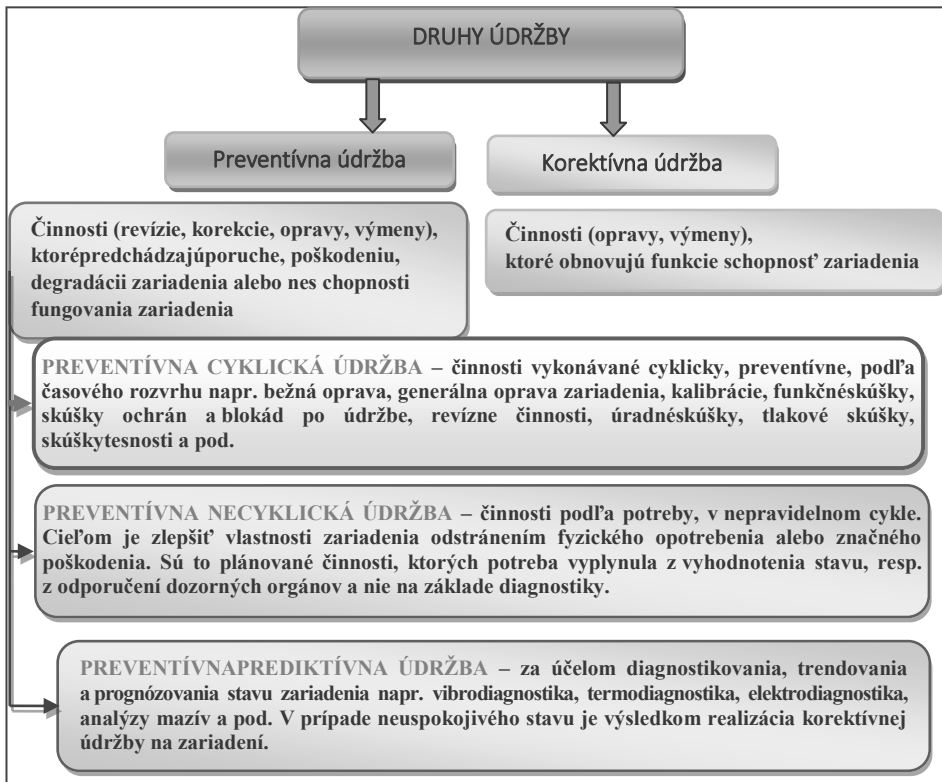 DRUHY ÚDRŽBY
Preventívna údržba
Korektívna údržba
Činnosti (revízie, korekcie, opravy, výmeny),
ktorépredchádzajúporuche, poškodeniu,
degradácii zariadenia alebo nes chopnosti
fungovania zariadenia
Činnosti (opravy, výmeny),
ktoré obnovujú funkcie schopnosť zariadenia
PREVENTÍVNA CYKLICKÁ ÚDRŽBA – činnosti vykonávané cyklicky, preventívne, podľa
časového rozvrhu napr. bežná oprava, generálna oprava zariadenia, kalibrácie, funkčnéskúšky,
skúšky ochrán a blokád po údržbe, revízne činnosti, úradnéskúšky, tlakové skúšky,
skúškytesnosti a pod.
PREVENTÍVNA NECYKLICKÁ ÚDRŽBA – činnosti podľa potreby, v nepravidelnom cykle.
Cieľom je zlepšiť vlastnosti zariadenia odstránením fyzického opotrebenia alebo značného
poškodenia. Sú to plánované činnosti, ktorých potreba vyplynula z vyhodnotenia stavu, resp.
z odporučení dozorných orgánov a nie na základe diagnostiky.
PREVENTÍVNAPREDIKTÍVNA ÚDRŽBA – za účelom diagnostikovania, trendovania
a prognózovania stavu zariadenia napr. vibrodiagnostika, termodiagnostika, elektrodiagnostika,
analýzy mazív a pod. V prípade neuspokojivého stavu je výsledkom realizácia korektívnej
údržby na zariadení.